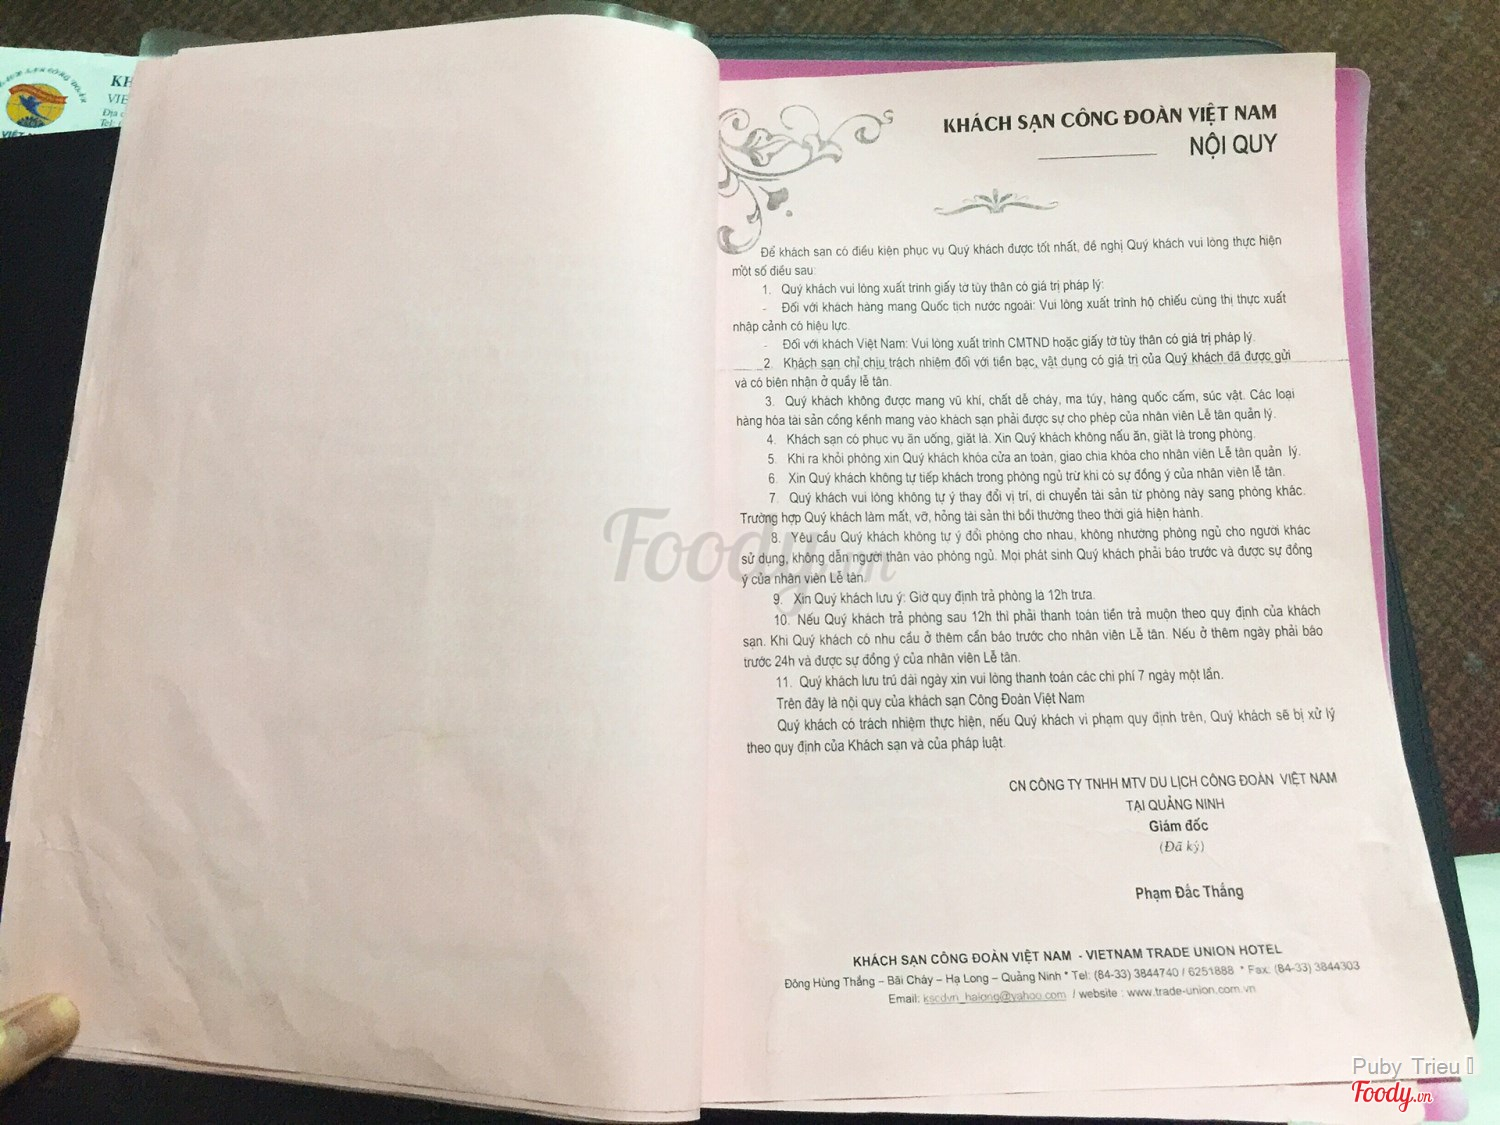 KH
VIE
Địa c
Tel: 
KHÁCH SẠN CÔNG ĐOÀN VIỆT NAM
NỘI QUY
Để khách sạn có điều kiện phục vụ Quý khách được tốt nhất, đề nghị Quý khách vui lòng thực hiện
một số điều sau:
1. Quý khách vui lòng xuất trình giấy tờ tùy thân có giá trị pháp lý:
- Đối với khách hàng mang Quốc tịch nước ngoài: Vui lòng xuất trình hộ chiếu cùng thị thực xuất
nhập cảnh có hiệu lực.
- Đối với khách Việt Nam: Vui lòng xuất trình CMTND hoặc giấy tờ tùy thân có giá trị pháp lý.
2. Khách sạn chỉ chịu trách nhiệm đối với tiền bạc, vật dụng có giá trị của Quý khách đã được gửi
và có biên nhận ở quầy lễ tân.
3. Quý khách không được mang vũ khí, chất dễ cháy, ma túy, hàng quốc cấm, súc vật. Các loại
hàng hóa tài sản cồng kềnh mang vào khách sạn phải được sự cho phép của nhân viên Lễ tân quản lý.
4. Khách sạn có phục vụ ăn uống, giặt là. Xin Quý khách không nấu ăn, giặt là trong phòng.
5. Khi ra khỏi phòng xin Quý khách khóa cửa an toàn, giao chìa khóa cho nhân viên Lễ tân quản lý.
6. Xin Quý khách không tự tiếp khách trong phòng ngủ trừ khi có sự đồng ý của nhân viên lễ tân.
7. Quý khách vui lòng không tự ý thay đổi vị trí, di chuyển tài sản từ phòng này sang phòng khác.
Trường hợp Quý khách làm mất, vỡ, hỏng tài sản thì bồi thường theo thời giá hiện hành.
8. Yêu cầu Quý khách không tự ý đổi phòng cho nhau, không nhường phòng ngủ cho người khác
sử dụng, không dẫn người thân vào phòng ngủ. Mọi phát sinh Quý khách phải báo trước và được sự đồng
ý của nhân viên Lễ tân.
9. Xin Quý khách lưu ý: Giờ quy định trả phòng là 12h trưa.
10. Nếu Quý khách trả phòng sau 12h thì phải thanh toán tiền trả muộn theo quy định của khách
sạn. Khi Quý khách có nhu cầu ở thêm cần báo trước cho nhân viên Lễ tân. Nếu ở thêm ngày phải báo
trước 24h và được sự đồng ý của nhân viên Lễ tân.
11. Quý khách lưu trú dài ngày xin vui lòng thanh toán các chi phí 7 ngày một lần.
Trên đây là nội quy của khách sạn Công Đoàn Việt Nam
Quý khách có trách nhiệm thực hiện, nếu Quý khách vi phạm quy định trên, Quý khách sẽ bị xử lý
theo quy định của Khách sạn và của pháp luật.
CN CÔNG TY TNHH MTV DU LỊCH CÔNG ĐOÀN VIỆT NAM
TẠI QUẢNG NINH
Giám đốc
(Đã ký)
Phạm Đắc Thắng
KHÁCH SẠN CÔNG ĐOÀN VIỆT NAM - VIETNAM TRADE UNION HOTEL
Đông Hùng Thắng – Bãi Cháy – Hạ Long – Quảng Ninh * Tel: (84-33) 3844740 / 6251888 * Fax: (84-33) 3844303
Email: kscdvn_halong@yahoo.com / website : www.trade-union.com.vn
Foody.vn
Puby Trieu
Foody.vn